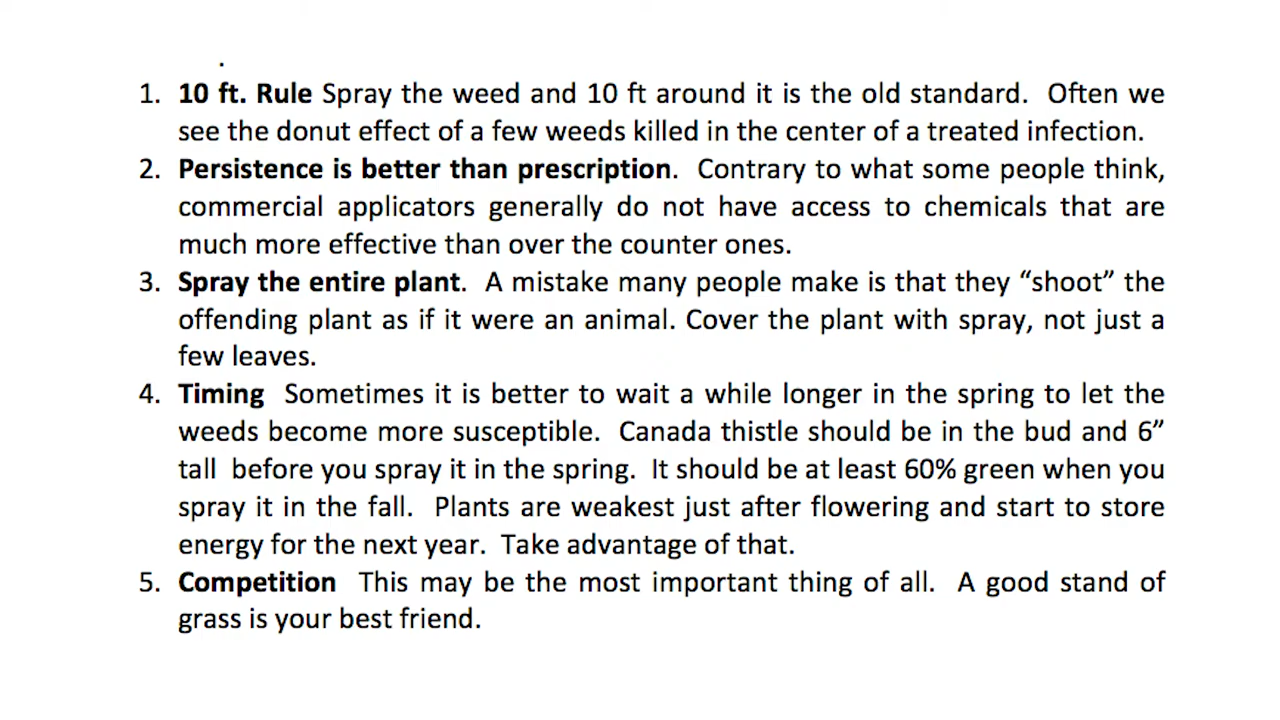 1. 10 ft. Rule Spray the weed and 10 ft around it is the old standard. Often we
see the donut effect of a few weeds killed in the center of a treated infection.
2. Persistence is better than prescription. Contrary to what some people think,
commercial applicators generally do not have access to chemicals that are
much more effective than over the counter ones.
3. Spray the entire plant. A mistake many people make is that they “shoot” the
offending plant as if it were an animal. Cover the plant with spray, not just a
few leaves.
4. Timing Sometimes it is better to wait a while longer in the spring to let the
weeds become more susceptible. Canada thistle should be in the bud and 6”
tall before you spray it in the spring. It should be at least 60% green when you
spray it in the fall. Plants are weakest just after flowering and start to store
energy for the next year. Take advantage of that.
5. Competition This may be the most important thing of all. A good stand of
grass is your best friend.